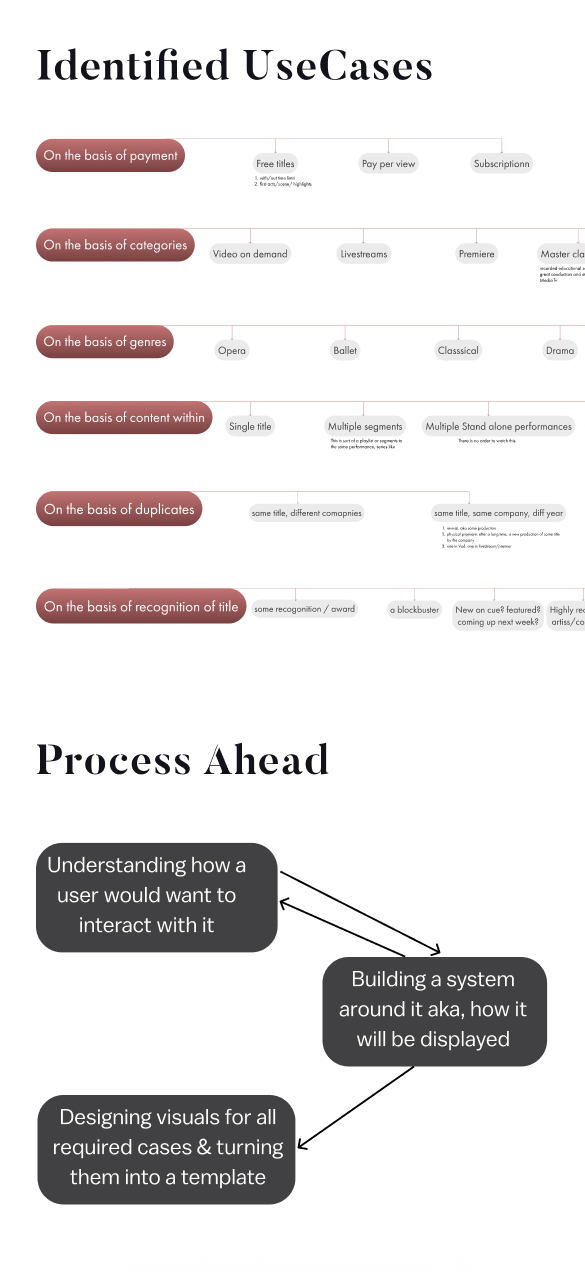 Identified UseCases
On the basis of payment
Free titles
Pay per view
Subscriptionn
1. with/out time limit
2. first acts/scene/ highlights
On the basis of categories
Video on demand
Livestreams
Premiere
Master cla
recorded educational
great conductors and
MediciTv
On the basis of genres
Opera
Ballet
Classsical
Drama
On the basis of content within
Single title
Multiple segments
Multiple Stand alone performances
This is sort of a playlist or segments to
the same performance, series like
There is no order to watch this
On the basis of duplicates
same title, different comapnies
same title, same company, diff year
1. revival, aka same production
2. physical premiere: after a long time, a new production of same title
by the company
3. one in Vod, one in livestream/premier
On the basis of recognition of title
some recogonition / award
a blockbuster
New on cue? featured?
coming up next week?
Highly rec
artiss/co
Process Ahead
Understanding how a
user would want to
interact with it
Building a system
around it aka, how it
will be displayed
Designing visuals for all
required cases & turning
them into a template